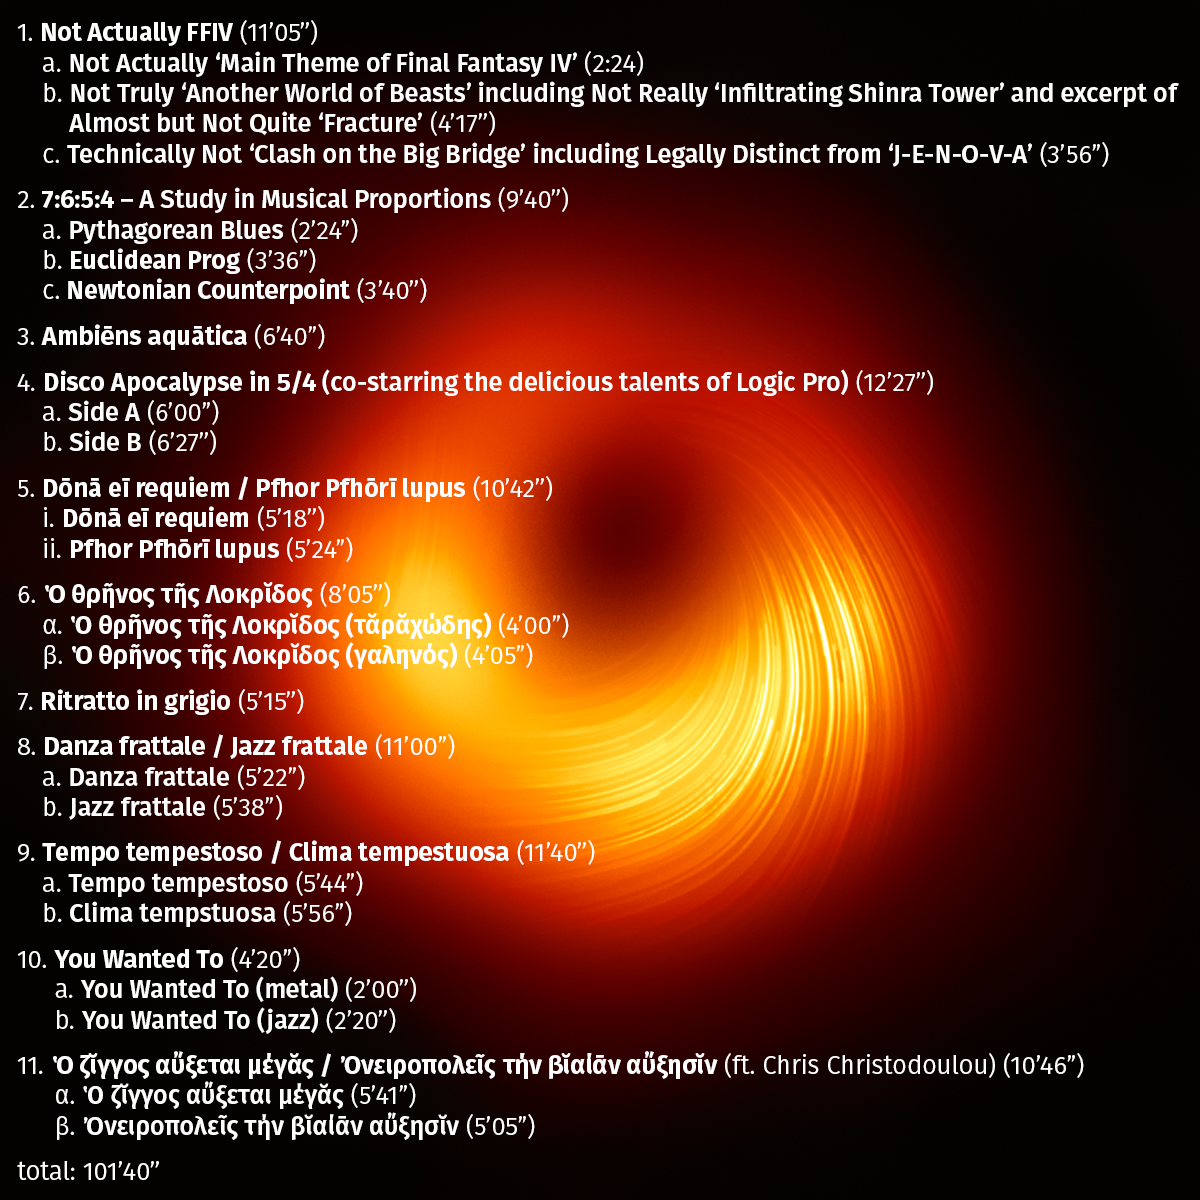 1. Not Actually FFIV (11’05”)
a. Not Actually ‘Main Theme of Final Fantasy IV’ (2:24)
b. Not Truly ‘Another World of Beasts’ including Not Really ‘Infiltrating Shinra Tower’ and excerpt of
Almost but Not Quite ‘Fracture’ (4’17”)
c. Technically Not ‘Clash on the Big Bridge’ including Legally Distinct from ‘J-E-N-O-V-A’ (3’56”)
2. 7:6:5:4 – A Study in Musical Proportions (9’40”)
a. Pythagorean Blues (2’24”)
b. Euclidean Prog (3’36”)
c. Newtonian Counterpoint (3’40”)
3. Ambiēns aquātica (6’40”)
4. Disco Apocalypse in 5/4 (co-starring the delicious talents of Logic Pro) (12’27”)
a. Side A (6’00”)
b. Side B (6’27”)
5. Dōnā eī requiem / Pfhor Pfhōrī lupus (10’42”)
i. Dōnā eī requiem (5’18”)
ii. Pfhor Pfhōrī lupus (5’24”)
6. Ὁ θρῆνος τῆς Λοκρῐ́δος (8’05”)
α. Ὁ θρῆνος τῆς Λοκρῐ́δος (τᾰρᾰχώδης) (4’00”)
β. Ὁ θρῆνος τῆς Λοκρῐ́δος (γαληνός) (4’05”)
7. Ritratto in grigio (5’15”)
8. Danza frattale / Jazz frattale (11’00”)
a. Danza frattale (5’22”)
b. Jazz frattale (5’38”)
9. Tempo tempestoso / Clima tempestuosa (11’40”)
a. Tempo tempestoso (5’44”)
b. Clima tempstuosa (5’56”)
10. You Wanted To (4’20”)
a. You Wanted To (metal) (2’00”)
b. You Wanted To (jazz) (2’20”)
11. Ὁ ζῐ́γγος αὔξεται μέγᾰς / Ὀνειροπολεῖς τήν βῐαίᾱν αὔξησῐν (ft. Chris Christodoulou) (10’46”)
α. Ὁ ζῐ́γγος αὔξεται μέγᾰς (5’41”)
β. Ὀνειροπολεῖς τήν βῐαίᾱν αὔξησῐν (5’05”)
total: 101’40”